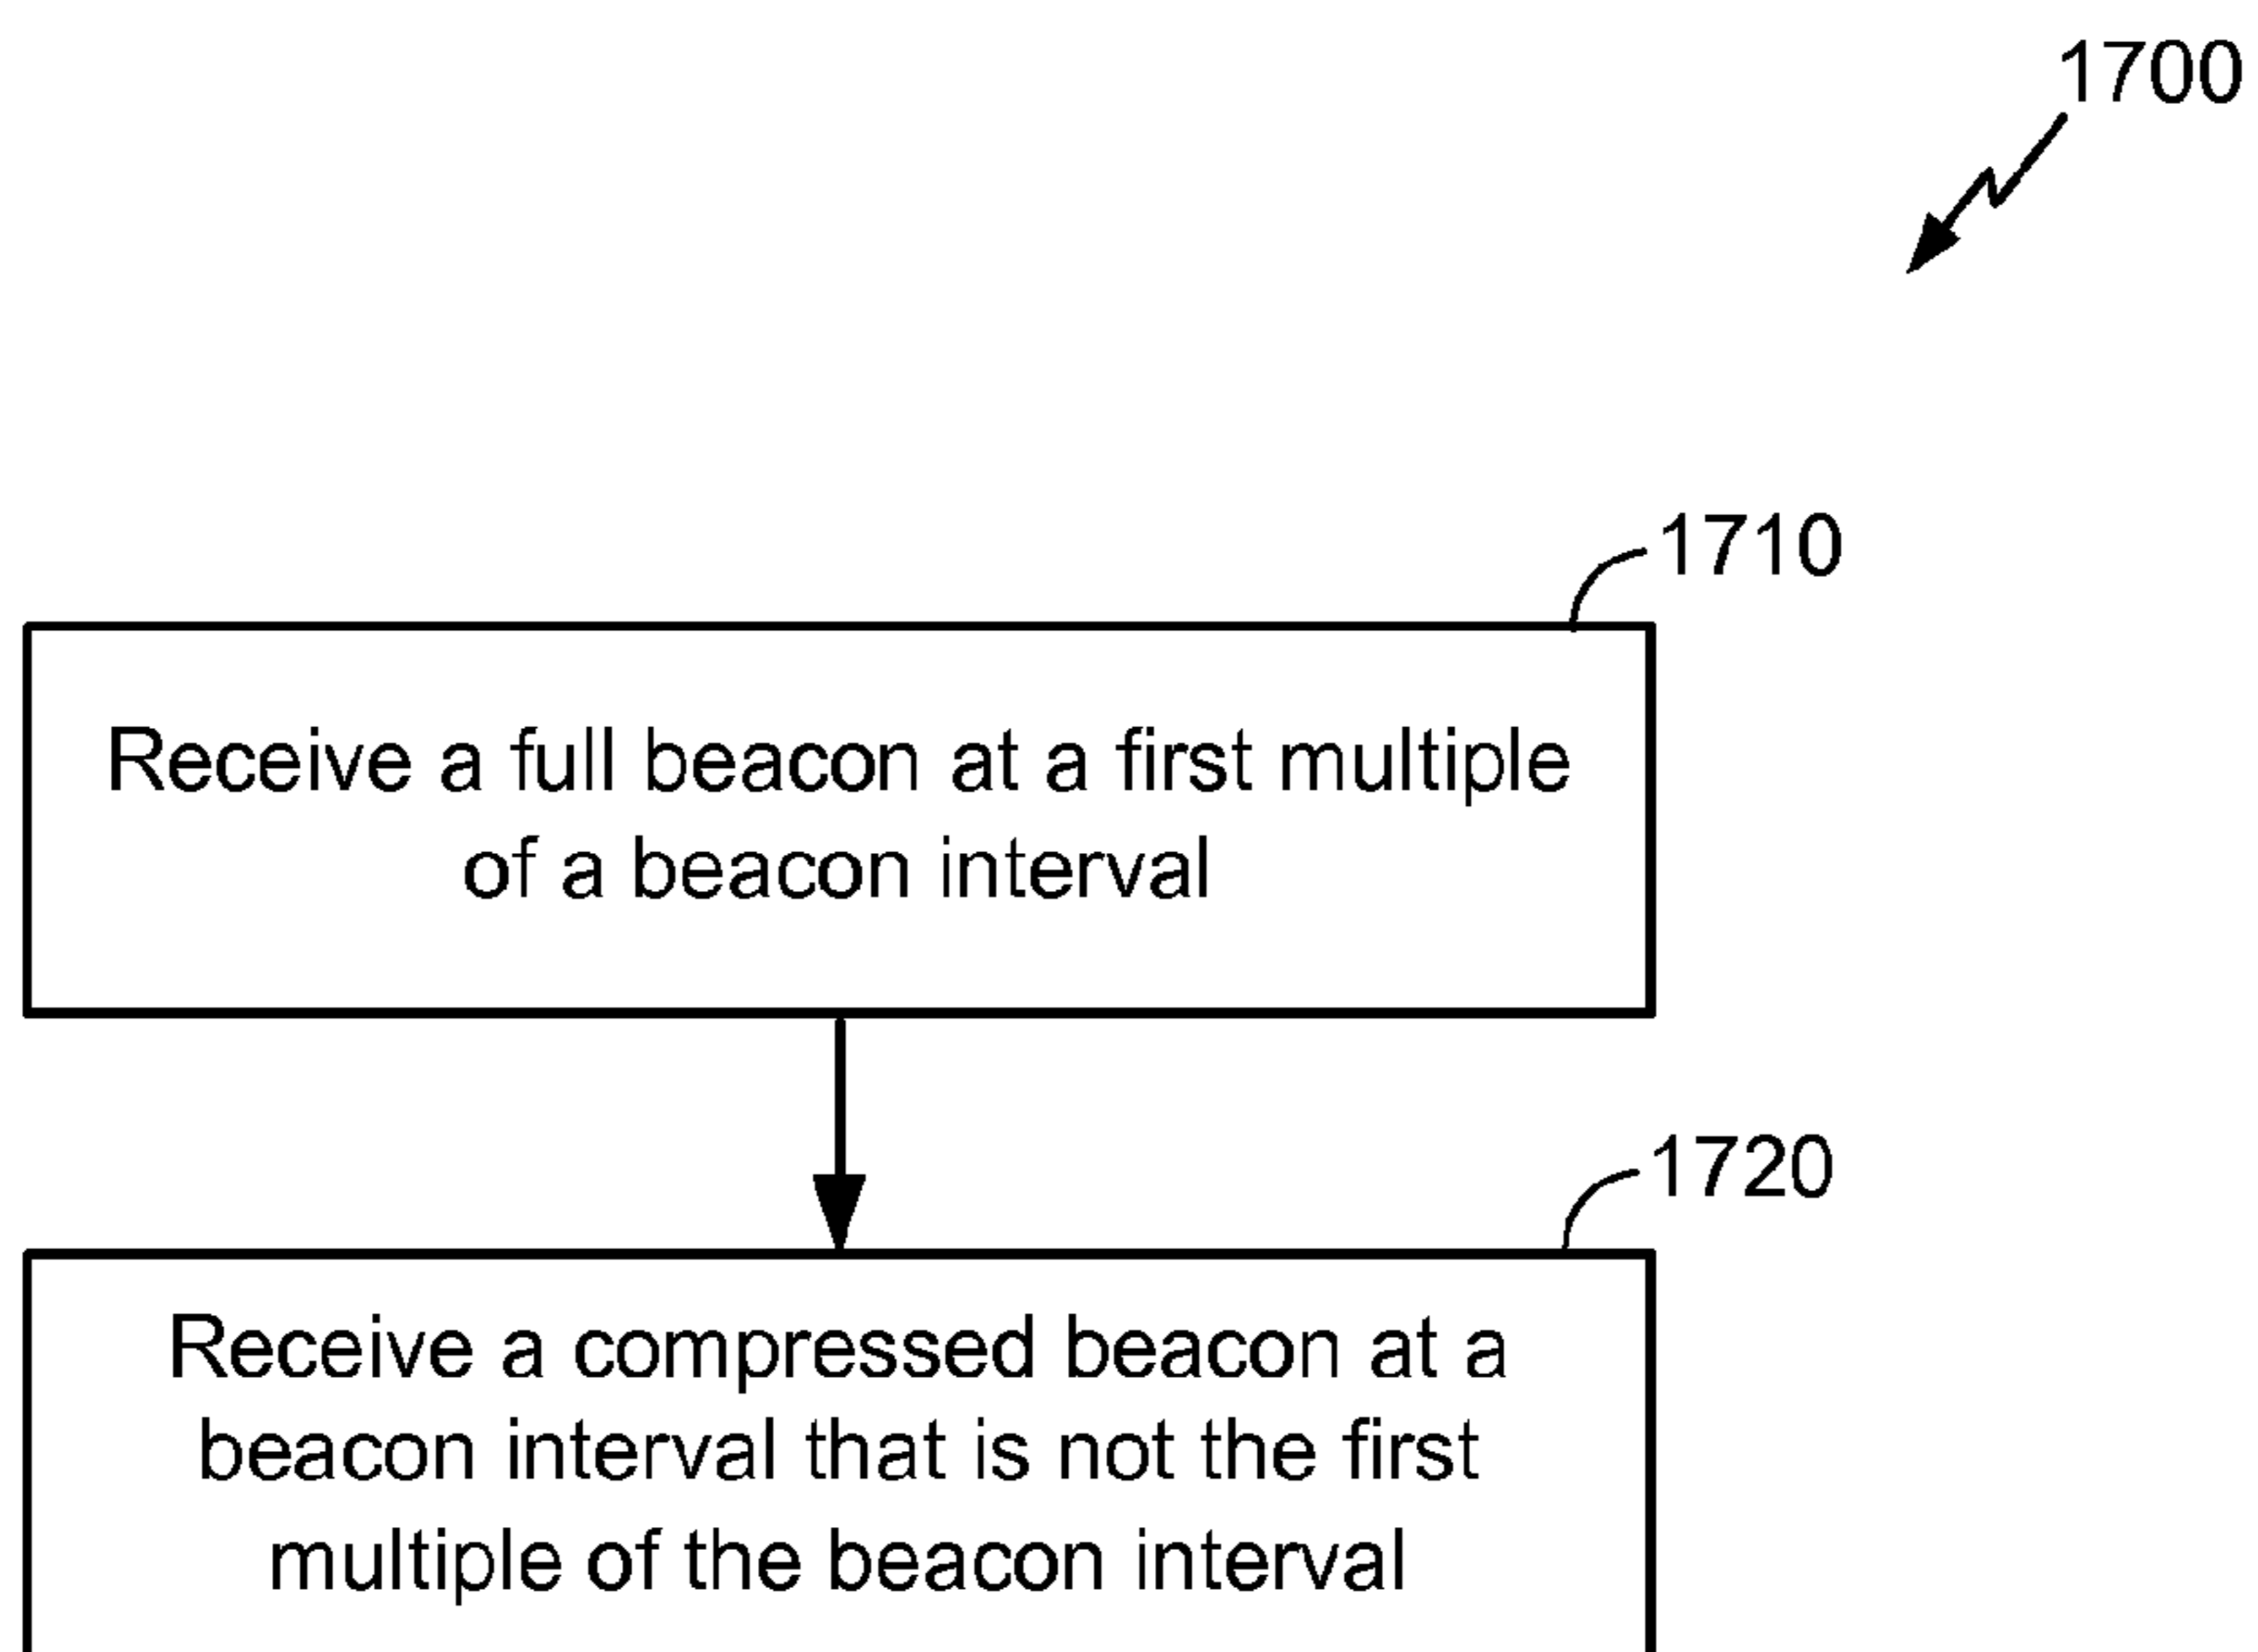 1700
1710
Receive a full beacon at a first multiple
of a beacon interval
1720
Receive a compressed beacon at a
beacon interval that is not the first
multiple of the beacon interval